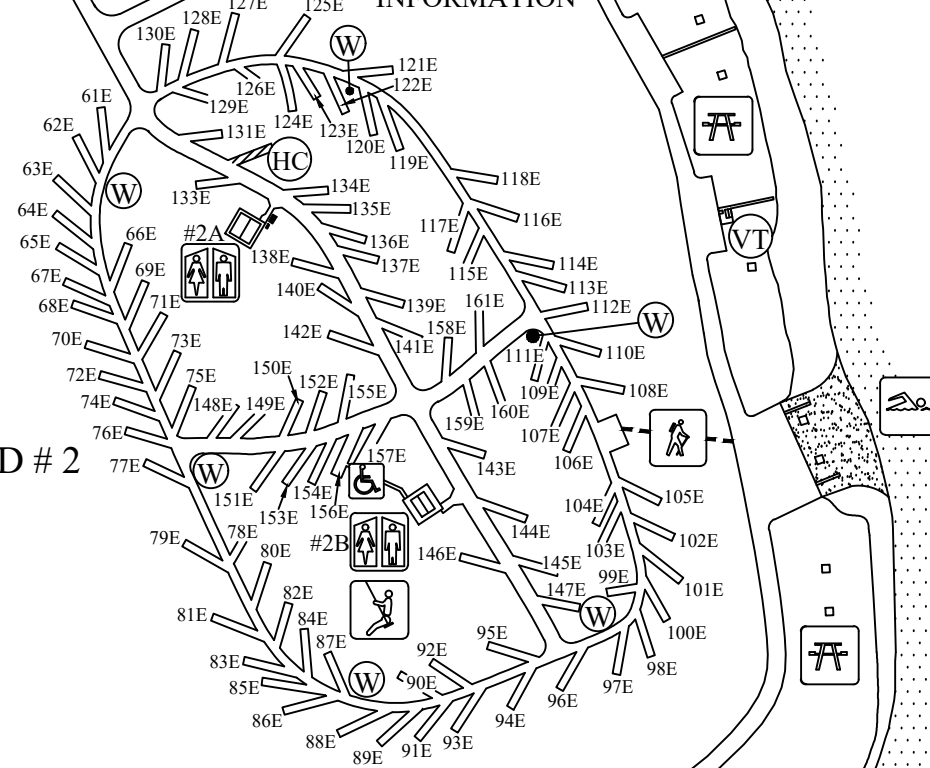 INFORMATION
127E
125E
128E
130E
W
121E
126E
122E
61E
129E
124E
123E
62E
131E
120E
HC
119E
63E
W
134E
118E
133E
64E
135E
117E
116E
65E
66E
#2A
138E
136E
VT
137E
115E
114E
67E
69E
140E
113E
68E
71E
139E
161E
112E
W
70E
73E
142E
158E
141E
111E
110E
72E
75E
150E
152E
155E
109E
108E
74E
148E
149E
159E
160E
76E
107E
D # 2
77E
W
157E
143E
106E
151E
154E
105E
153E
156E
104E
79E
78E
#2B
144E
102E
80E
146E
145E
103E
82E
147E
99E
101E
81E
84E
W
100E
87E
92E
95E
98E
83E
W
90E
97E
85E
96E
86E
94E
88E
93E
89E
91E